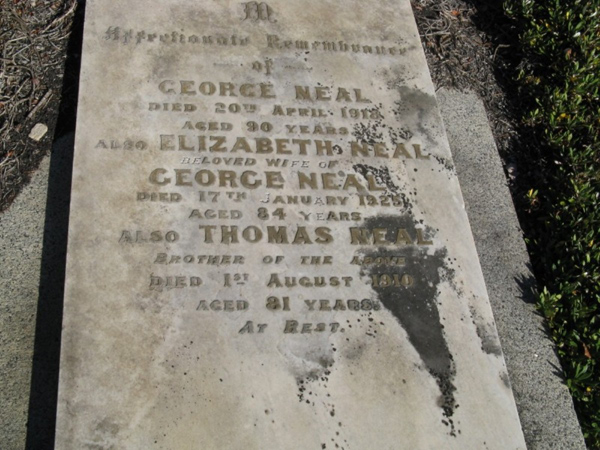 In
Affectionate Remembrance
of
GEORGE NEAL
DIED 20TH APRIL 1918
AGED 90 YEARS
ALSO ELIZABETH NEAL
BELOVED WIFE OF
GEORGE NEAL
DIED 17TH JANUARY
AGED 84 YEARS
ALSO THOMAS NEAL
BROTHER OF THE ABOVE
DIED 1ST AUGUST 1910
AGED 81 YEARS
AT REST.